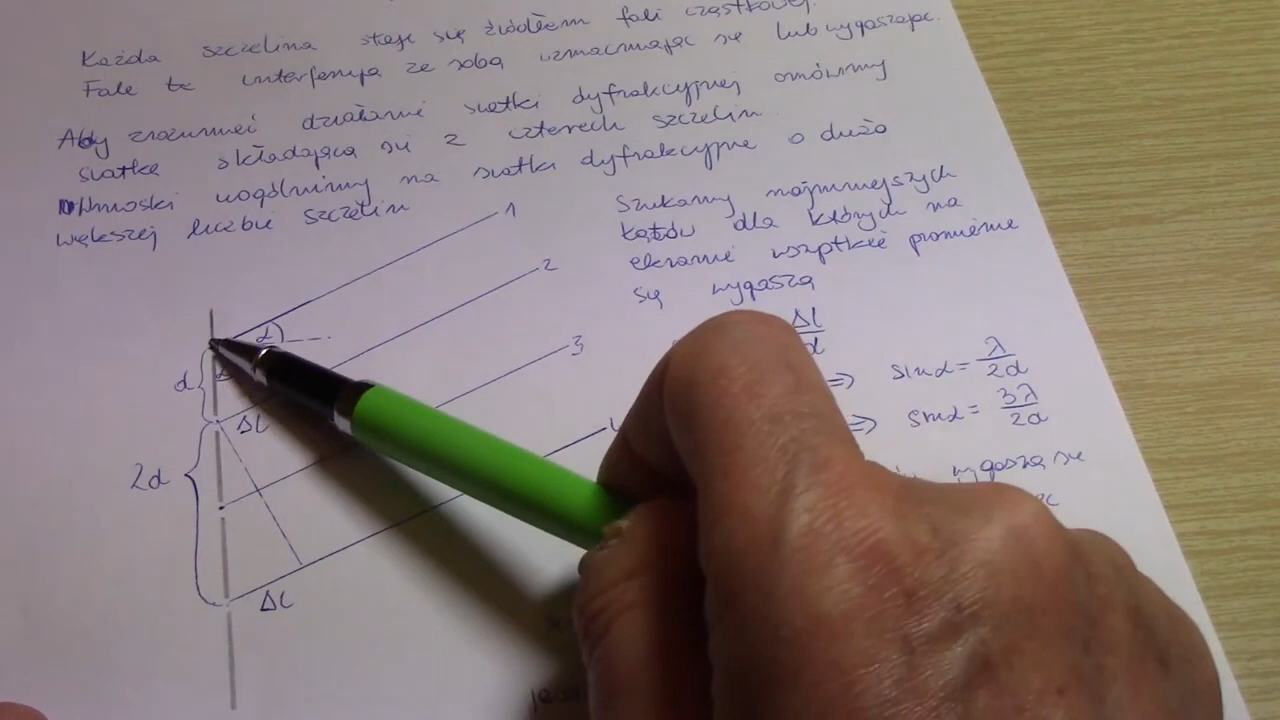 Każda szczelina staje się źródłem fali cząstkowej.
Fale te interferują ze sobą wzmacniając się lub wygaszając.
Aby zrozumieć działanie siatki dyfrakcyjnej omówimy
siatkę składającą się z czterech szczelin
Wnioski uogólnimy na siatki dyfrakcyjne o dużo
większej liczbie szczelin
Szukamy najmniejszych
kątów dla których na
ekranie wszystkie promienie
się wygaszą
1
2
3
α
d
α
Δl
2d
Δl
Δl
d
⇒ sinα = λ/2d
⇒ sinα = 3λ/2d
wygaszą się